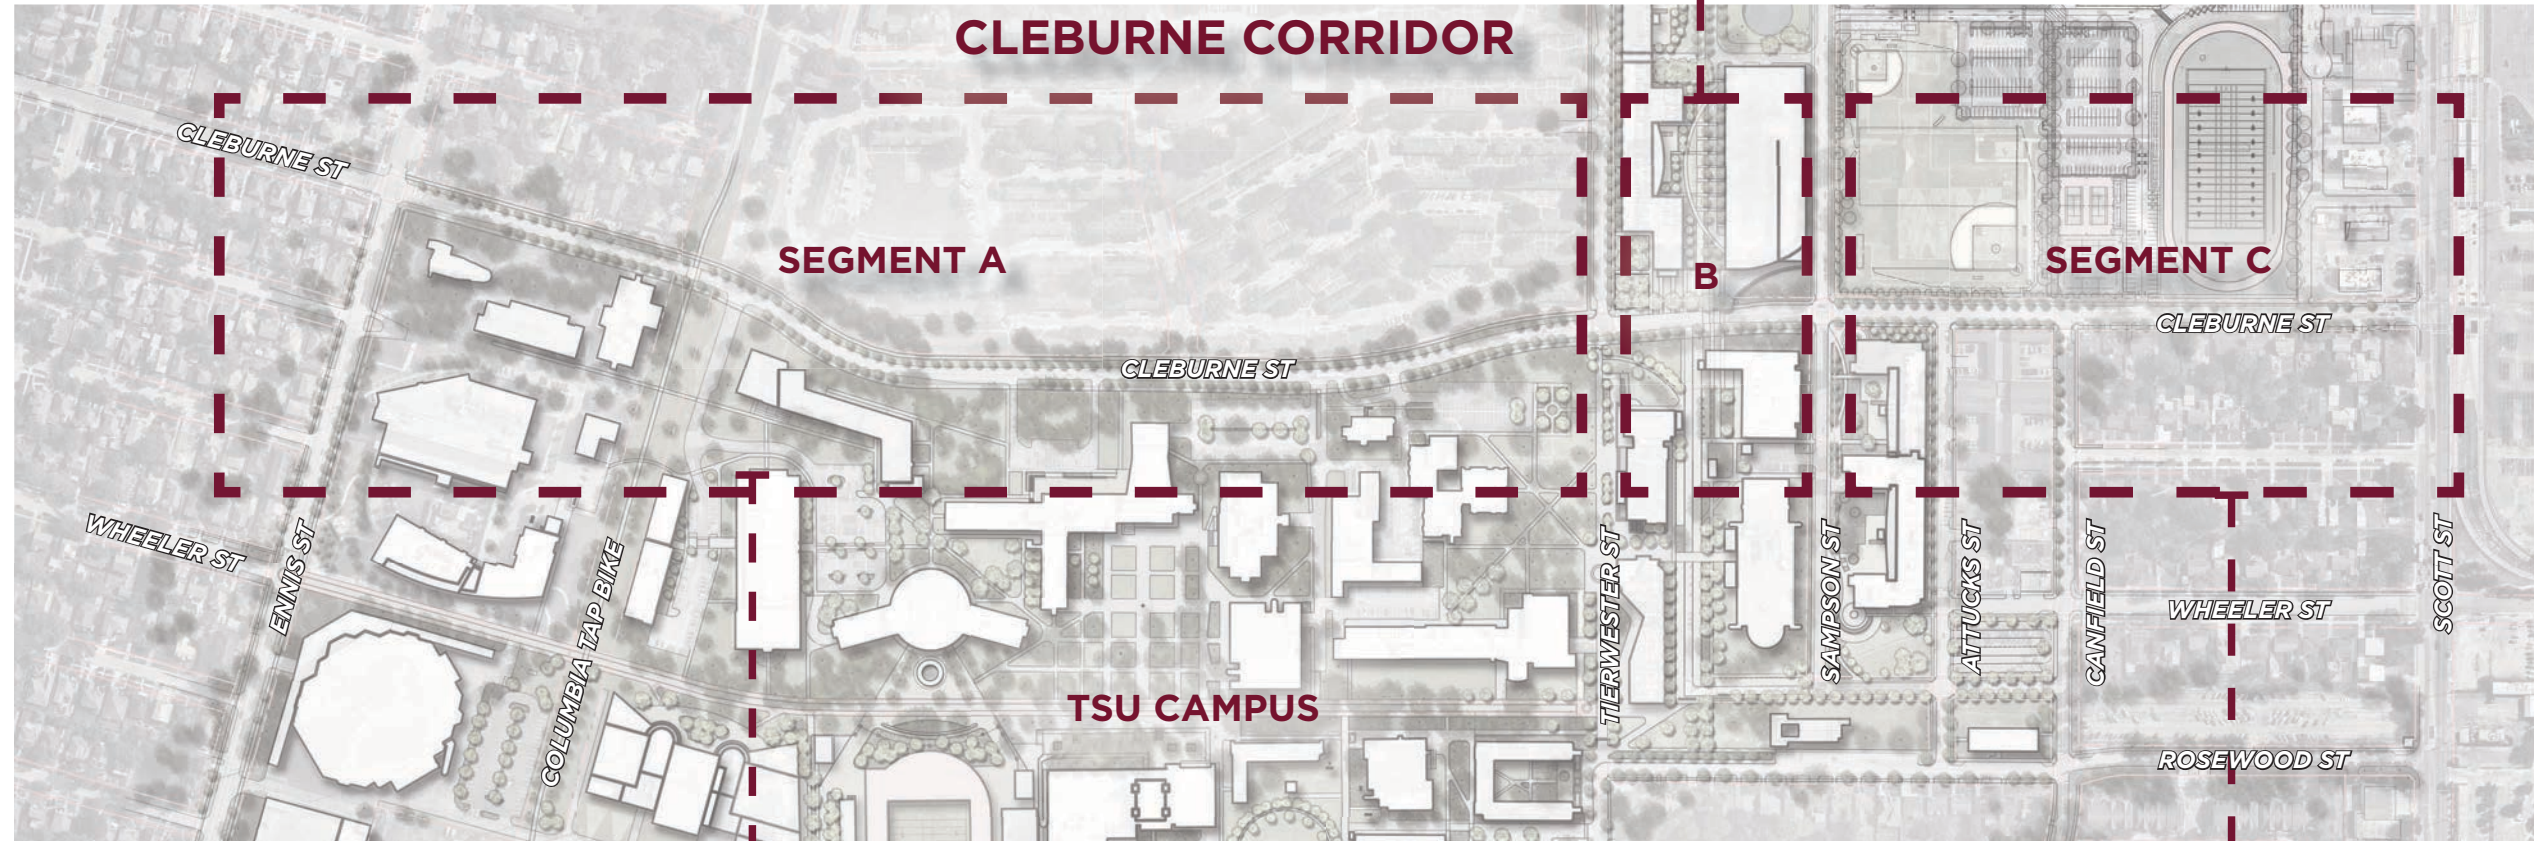 CLEBURNE CORRIDOR
CLEBURNE ST
SEGMENT A
B
SEGMENT C
CLEBURNE ST
CLEBURNE ST
WHEELER ST
ENNIS ST
COLUMBIA TAP BIKE
TIERWESTER ST
SAMPSON ST
ATTUCKS ST
CANFIELD ST
WHEELER ST
SCOTT ST
TSU CAMPUS
ROSEWOOD ST